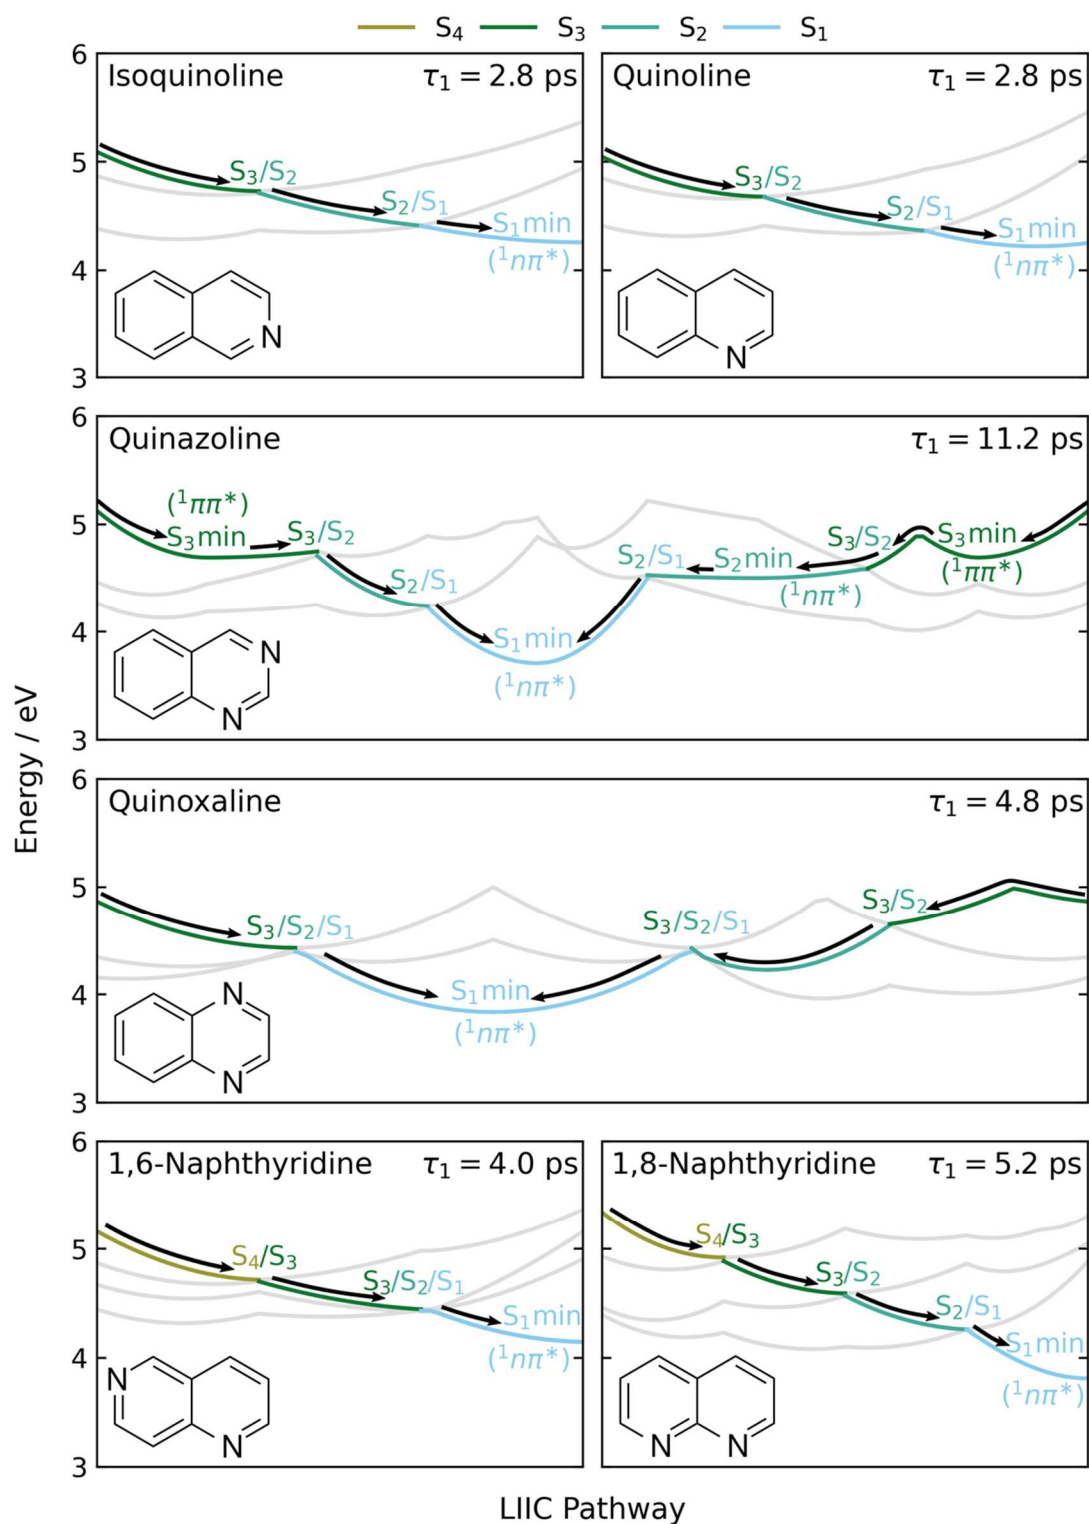 S₄ S₃ S₂ S₁
Energy / eV
6
5
4
3
Isoquinoline τ₁ = 2.8 ps
S₃/S₂
S₂/S₁
S₁min
(¹nπ*)
N
Quinoline τ₁ = 2.8 ps
S₃/S₂
S₂/S₁
S₁min
(¹nπ*)
N
6
5
4
3
Quinazoline τ₁ = 11.2 ps
(¹ππ*)
S₃min S₃/S₂
S₂/S₁
S₁min
(¹nπ*)
S₂/S₁ S₂min
(¹nπ*)
S₃/S₂ S₃min
(¹ππ*)
N
N
6
5
4
3
Quinoxaline τ₁ = 4.8 ps
S₃/S₂/S₁
S₁min
(¹nπ*)
S₃/S₂/S₁
S₃/S₂
N
N
6
5
4
3
1,6-Naphthyridine τ₁ = 4.0 ps
S₄/S₃
S₃/S₂/S₁
S₁min
(¹nπ*)
N
N
1,8-Naphthyridine τ₁ = 5.2 ps
S₄/S₃
S₃/S₂
S₂/S₁
S₁min
(¹nπ*)
N N
LIIC Pathway